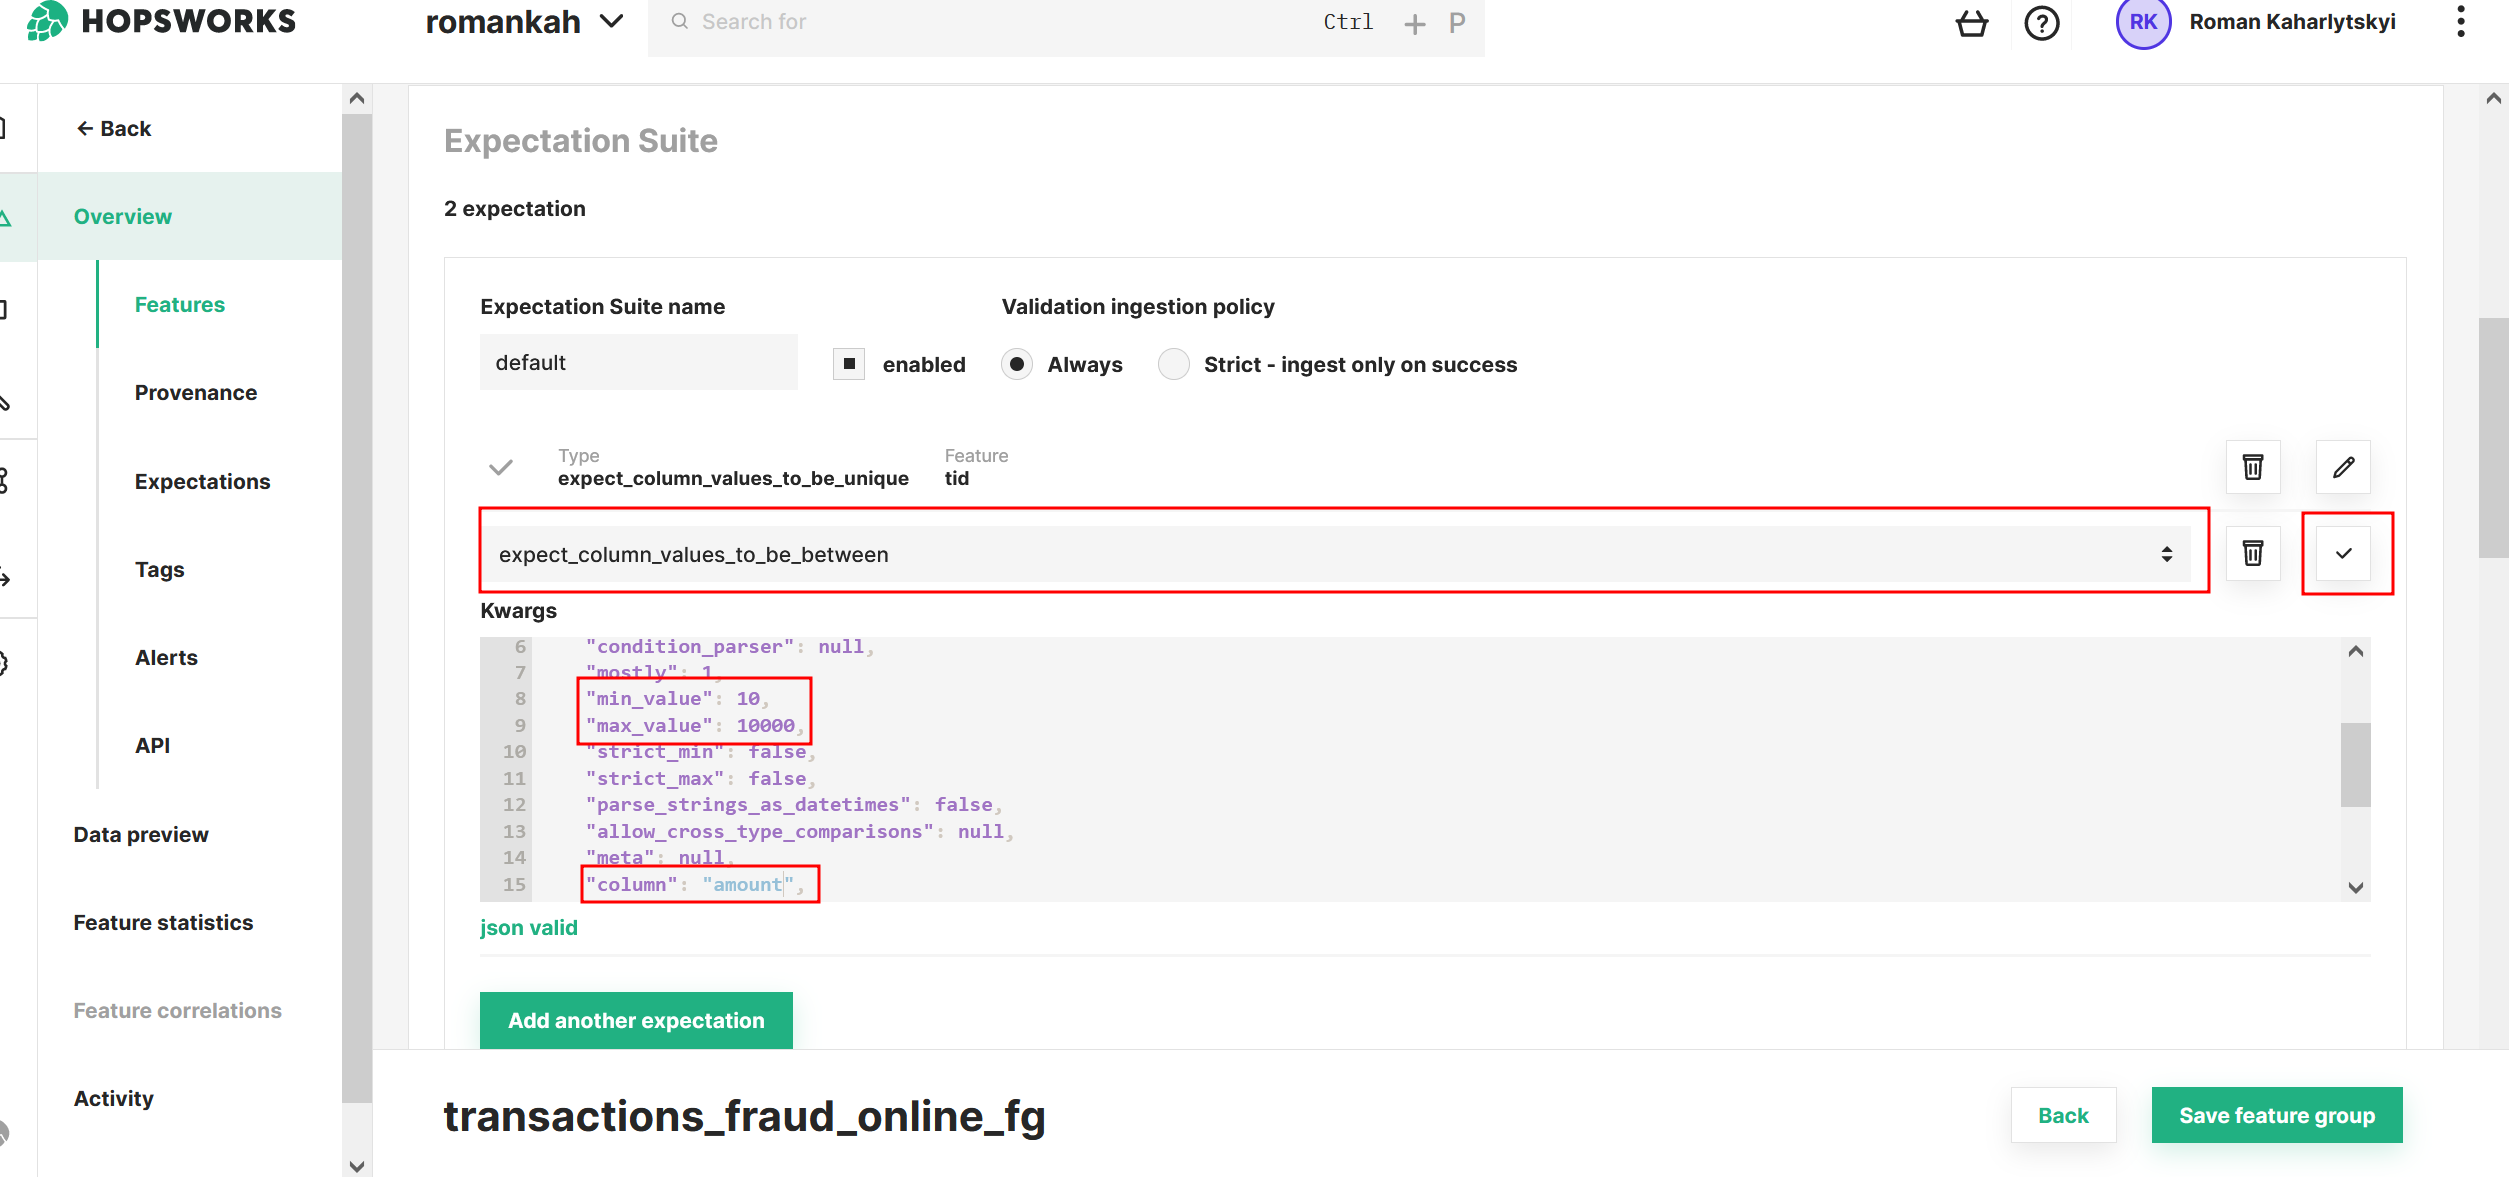 HOPSWORKS
romankah
Search for
Ctrl + P
RK
Roman Kaharlytskyi
← Back
Overview
Features
Provenance
Expectations
Tags
Alerts
API
Data preview
Feature statistics
Feature correlations
Activity
Expectation Suite
2 expectation
Expectation Suite name
Validation ingestion policy
default
enabled
Always
Strict - ingest only on success
Type
Feature
expect_column_values_to_be_unique
tid
expect_column_values_to_be_between
Kwargs
6 "condition_parser": null,
7 "mostly": 1,
8 "min_value": 10,
9 "max_value": 10000,
10 "strict_min": false,
11 "strict_max": false,
12 "parse_strings_as_datetimes": false,
13 "allow_cross_type_comparisons": null,
14 "meta": null,
15 "column": "amount",
json valid
Add another expectation
transactions_fraud_online_fg
Back
Save feature group